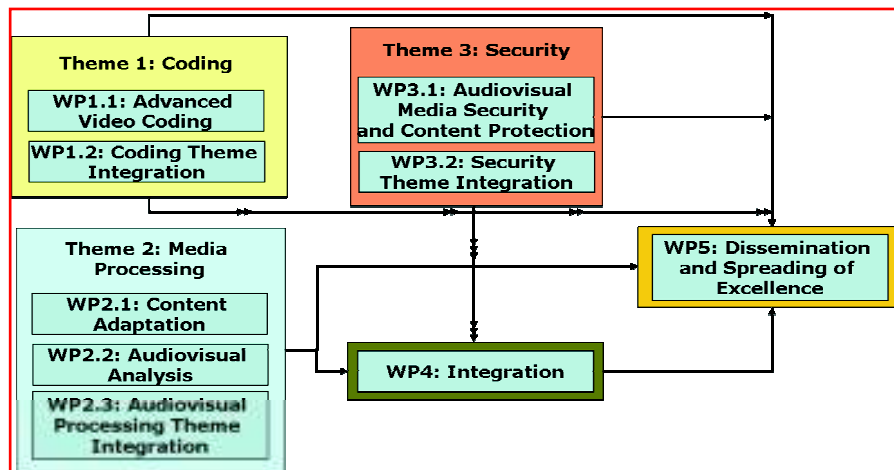 Theme 1: Coding
WP1.1: Advanced
Video Coding
WP1.2: Coding Theme
Integration
Theme 3: Security
WP3.1: Audiovisual
Media Security
and Content Protection
WP3.2: Security
Theme Integration
Theme 2: Media
Processing
WP2.1: Content
Adaptation
WP2.2: Audiovisual
Analysis
WP2.3: Audiovisual
Processing Theme
Integration
WP4: Integration
WP5: Dissemination
and Spreading of
Excellence